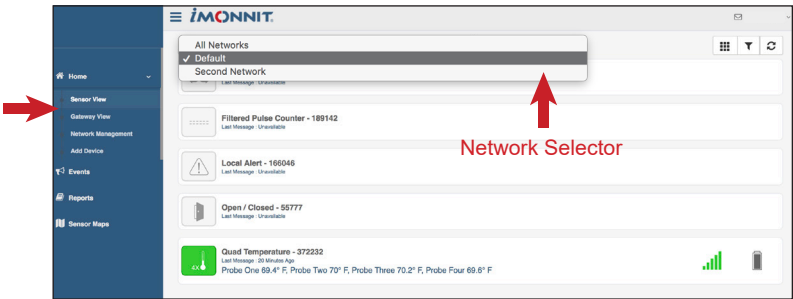 iMONNIT.
All Networks
✓ Default
Second Network
Home
Last Message : Unavailable
Sensor View
Gateway View
Network Management
Add Device
Events
Reports
Sensor Maps
Filtered Pulse Counter - 189142
Last Message : Unavailable
Network Selector
Local Alert - 166046
Last Message : Unavailable
Open / Closed - 55777
Last Message : Unavailable
4X
Quad Temperature - 372232
Last Message : 20 Minutes Ago
Probe One 69.4° F, Probe Two 70° F, Probe Three 70.2° F, Probe Four 69.6° F